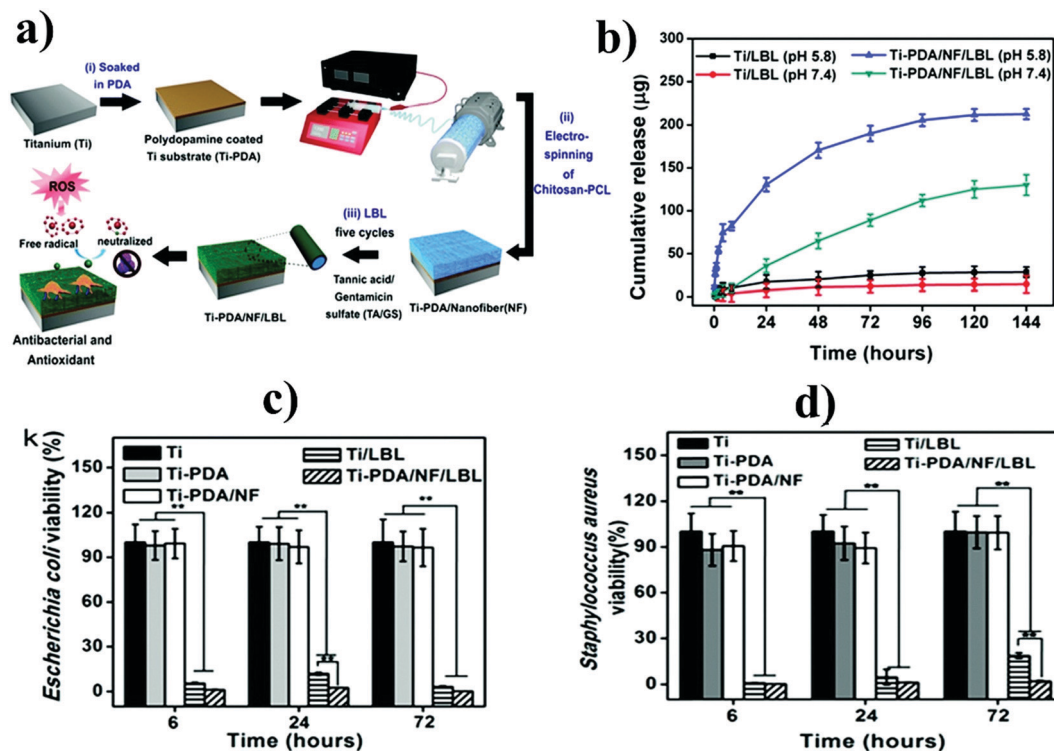 a)
(i) Soaked
in PDA
Titanium (Ti)
Polydopamine coated
Ti substrate (Ti-PDA)
(ii)
Electro-
spinning
of
Chitosan-PCL
ROS
Free radical
neutralized
(iii) LBL
five cycles
Tannic acid/
Gentamicin
sulfate (TA/GS)
Ti-PDA/NF/LBL
Ti-PDA/Nanofiber(NF)
Antibacterial and
Antioxidant
b)
Cumulative release (µg)
300
250
200
150
100
50
0
Ti/LBL (pH 5.8)
Ti-PDA/NF/LBL (pH 5.8)
Ti/LBL (pH 7.4)
Ti-PDA/NF/LBL (pH 7.4)
0 24 48 72 96 120 144
Time (hours)
c)
k
Escherichia coli viability (%)
150
120
90
60
30
0
Ti
Ti-PDA
Ti-PDA/NF
Ti/LBL
Ti-PDA/NF/LBL
**
**
**
**
6 24 72
Time (hours)
d)
Staphylococcus aureus
viability(%)
150
120
90
60
30
0
Ti
Ti-PDA
Ti-PDA/NF
Ti/LBL
Ti-PDA/NF/LBL
**
**
**
**
6 24 72
Time (hours)